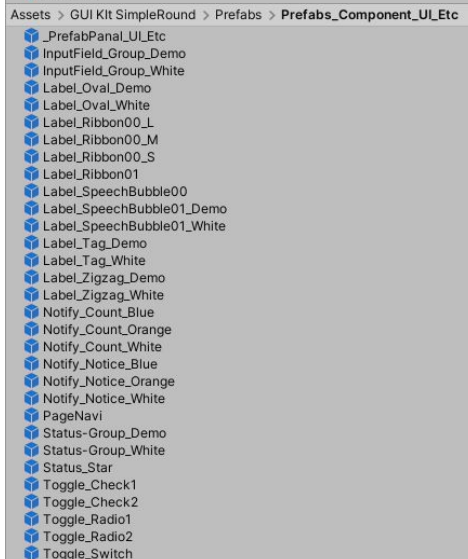 Assets > GUI KIt SimpleRound > Prefabs > Prefabs_Component_UI_Etc
_PrefabPanal_UI_Etc
InputField_Group_Demo
InputField_Group_White
Label_Oval_Demo
Label_Oval_White
Label_Ribbon00_L
Label_Ribbon00_M
Label_Ribbon00_S
Label_Ribbon01
Label_SpeechBubble00
Label_SpeechBubble01_Demo
Label_SpeechBubble01_White
Label_Tag_Demo
Label_Tag_White
Label_Zigzag_Demo
Label_Zigzag_White
Notify_Count_Blue
Notify_Count_Orange
Notify_Count_White
Notify_Notice_Blue
Notify_Notice_Orange
Notify_Notice_White
PageNavi
Status-Group_Demo
Status-Group_White
Status_Star
Toggle_Check1
Toggle_Check2
Toggle_Radio1
Toggle_Radio2
Toggle_Switch